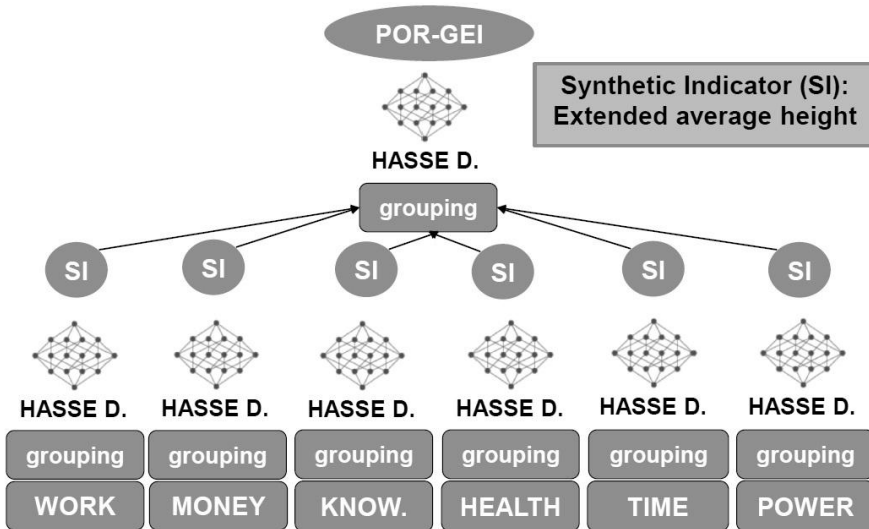 POR-GEI
Synthetic Indicator (SI):
Extended average height
HASSE D.
grouping
SI SI SI SI SI SI
HASSE D. HASSE D. HASSE D. HASSE D. HASSE D. HASSE D.
grouping grouping grouping grouping grouping grouping
WORK MONEY KNOW. HEALTH TIME POWER